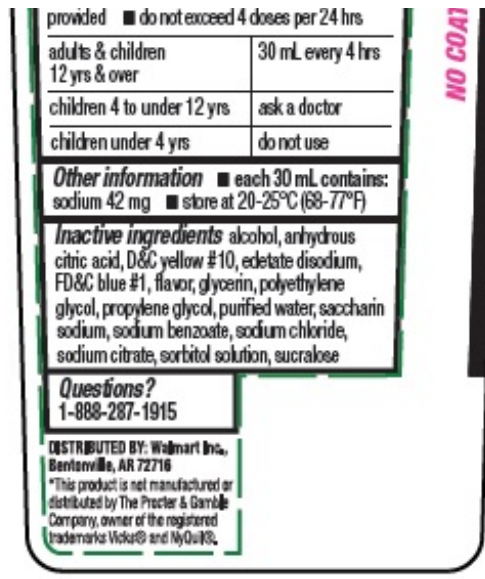 provided ■ do not exceed 4 doses per 24 hrs
adults & children 30 mL every 4 hrs
12 yrs & over
children 4 to under 12 yrs ask a doctor
children under 4 yrs do not use
Other information ■ each 30 mL contains:
sodium 42 mg ■ store at 20-25°C (68-77°F)
Inactive ingredients alcohol, anhydrous
citric acid, D&C yellow #10, edetate disodium,
FD&C blue #1, flavor, glycerin, polyethylene
glycol, propylene glycol, purified water, saccharin
sodium, sodium benzoate, sodium chloride,
sodium citrate, sorbitol solution, sucralose
Questions?
1-888-287-1915
DISTRIBUTED BY: Walmart Inc.,
Bentonville, AR 72716
*This product is not manufactured or
distributed by The Procter & Gamble
Company, owner of the registered
trademarks Vicks® and NyQuil®.
NO COAT